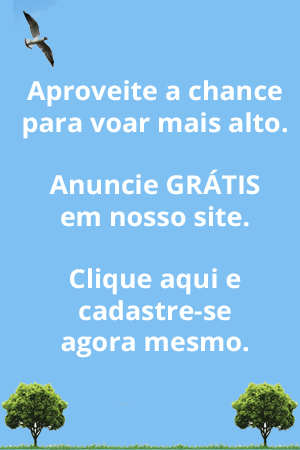 Aproveite a chance
para voar mais alto.
Anuncie GRÁTIS
em nosso site.
Clique aqui e
cadastre-se
agora mesmo.